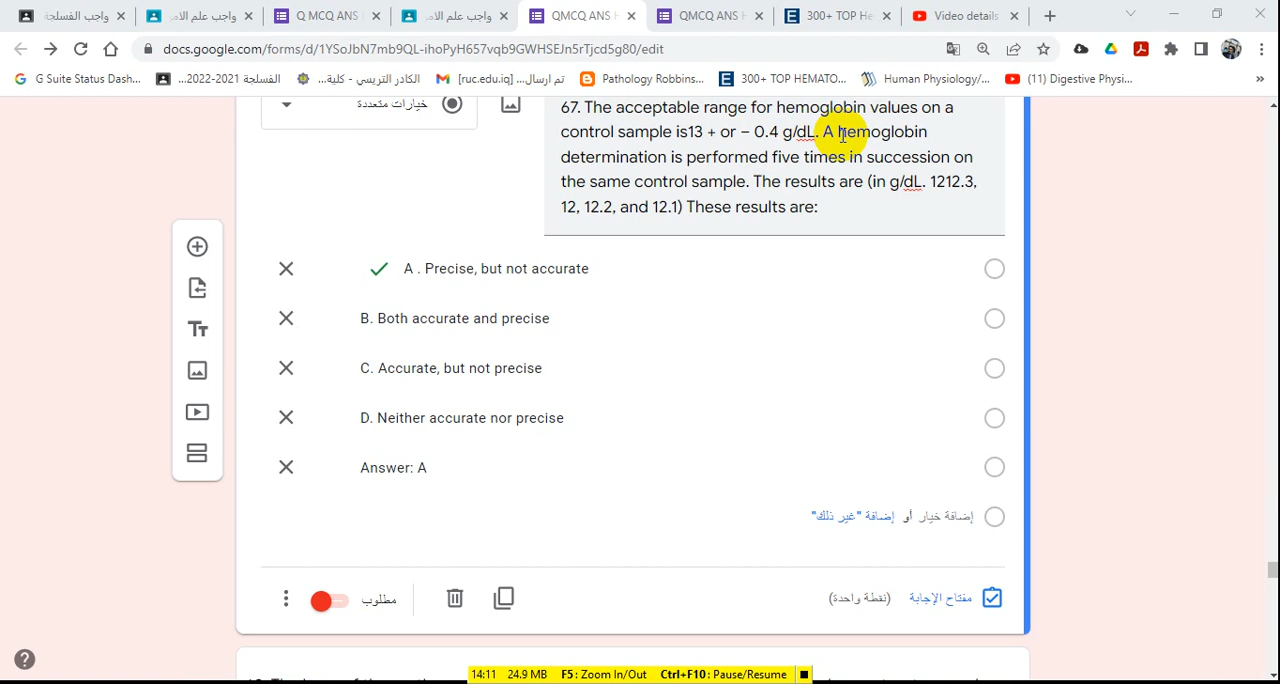 واجب الفسلجة
واجب علم الامر
Q MCQ ANS
واجب علم الامر
QMCQ ANS H
QMCQ ANS H
300+ TOP He
Video details
docs.google.com/forms/d/1YSoJbN7mb9QL-ihoPyH657vqb9GWHSEJn5rTjcd5g80/edit
G Suite Status Dash...
الفسلجة 2021-2022...
الكادر التريسي - كلية...
تم ارسال... [ruc.edu.iq]
Pathology Robbins...
300+ TOP HEMATO...
Human Physiology/...
(11) Digestive Physi...
»
خيارات متعددة
67. The acceptable range for hemoglobin values on a
control sample is13 + or – 0.4 g/dL. A hemoglobin
determination is performed five times in succession on
the same control sample. The results are (in g/dL. 1212.3,
12, 12.2, and 12.1) These results are:
A . Precise, but not accurate
B. Both accurate and precise
C. Accurate, but not precise
D. Neither accurate nor precise
Answer: A
إضافة خيار أو إضافة "غير ذلك"
مفتاح الإجابة (نقطة واحدة)
مطلوب
14:11 24.9 MB F5: Zoom In/Out Ctrl+F10: Pause/Resume